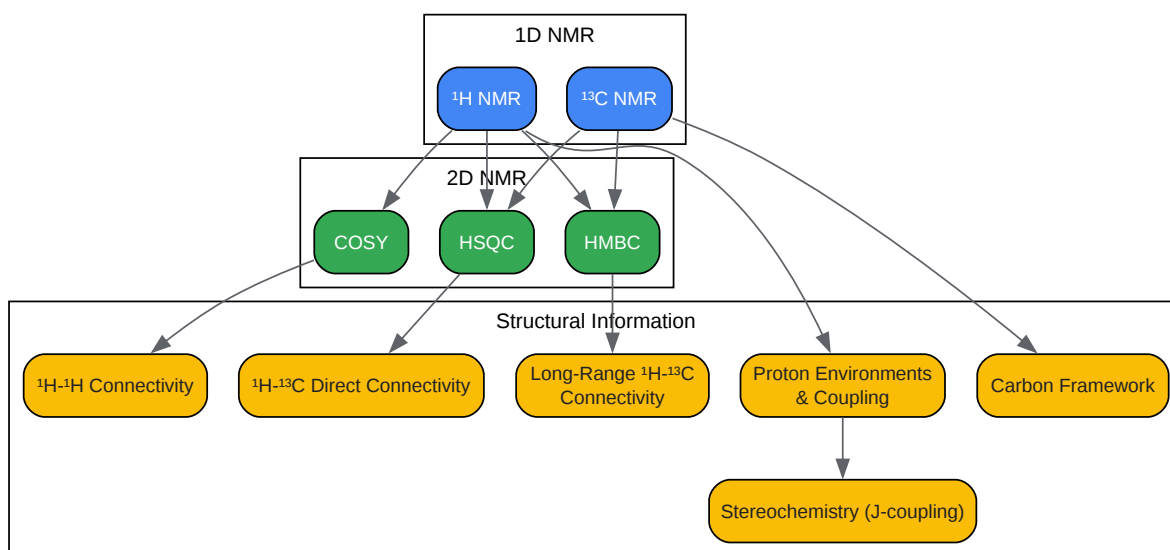 1D NMR
¹H NMR
¹³C NMR
2D NMR
COSY
HSQC
HMBC
Structural Information
¹H-¹H Connectivity
¹H-¹³C Direct Connectivity
Long-Range ¹H-¹³C
Connectivity
Proton Environments
& Coupling
Carbon Framework
Stereochemistry (J-coupling)